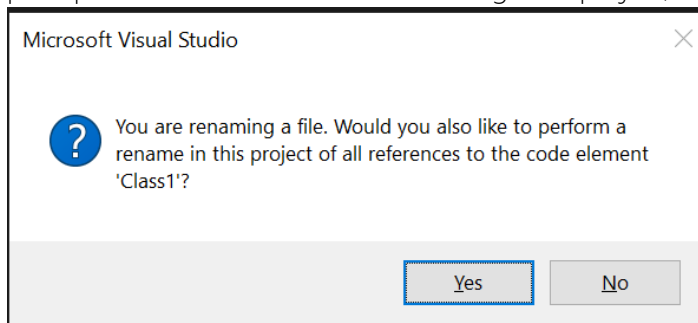 Microsoft Visual Studio
You are renaming a file. Would you also like to perform a
rename in this project of all references to the code element
'Class1'?
Yes
No